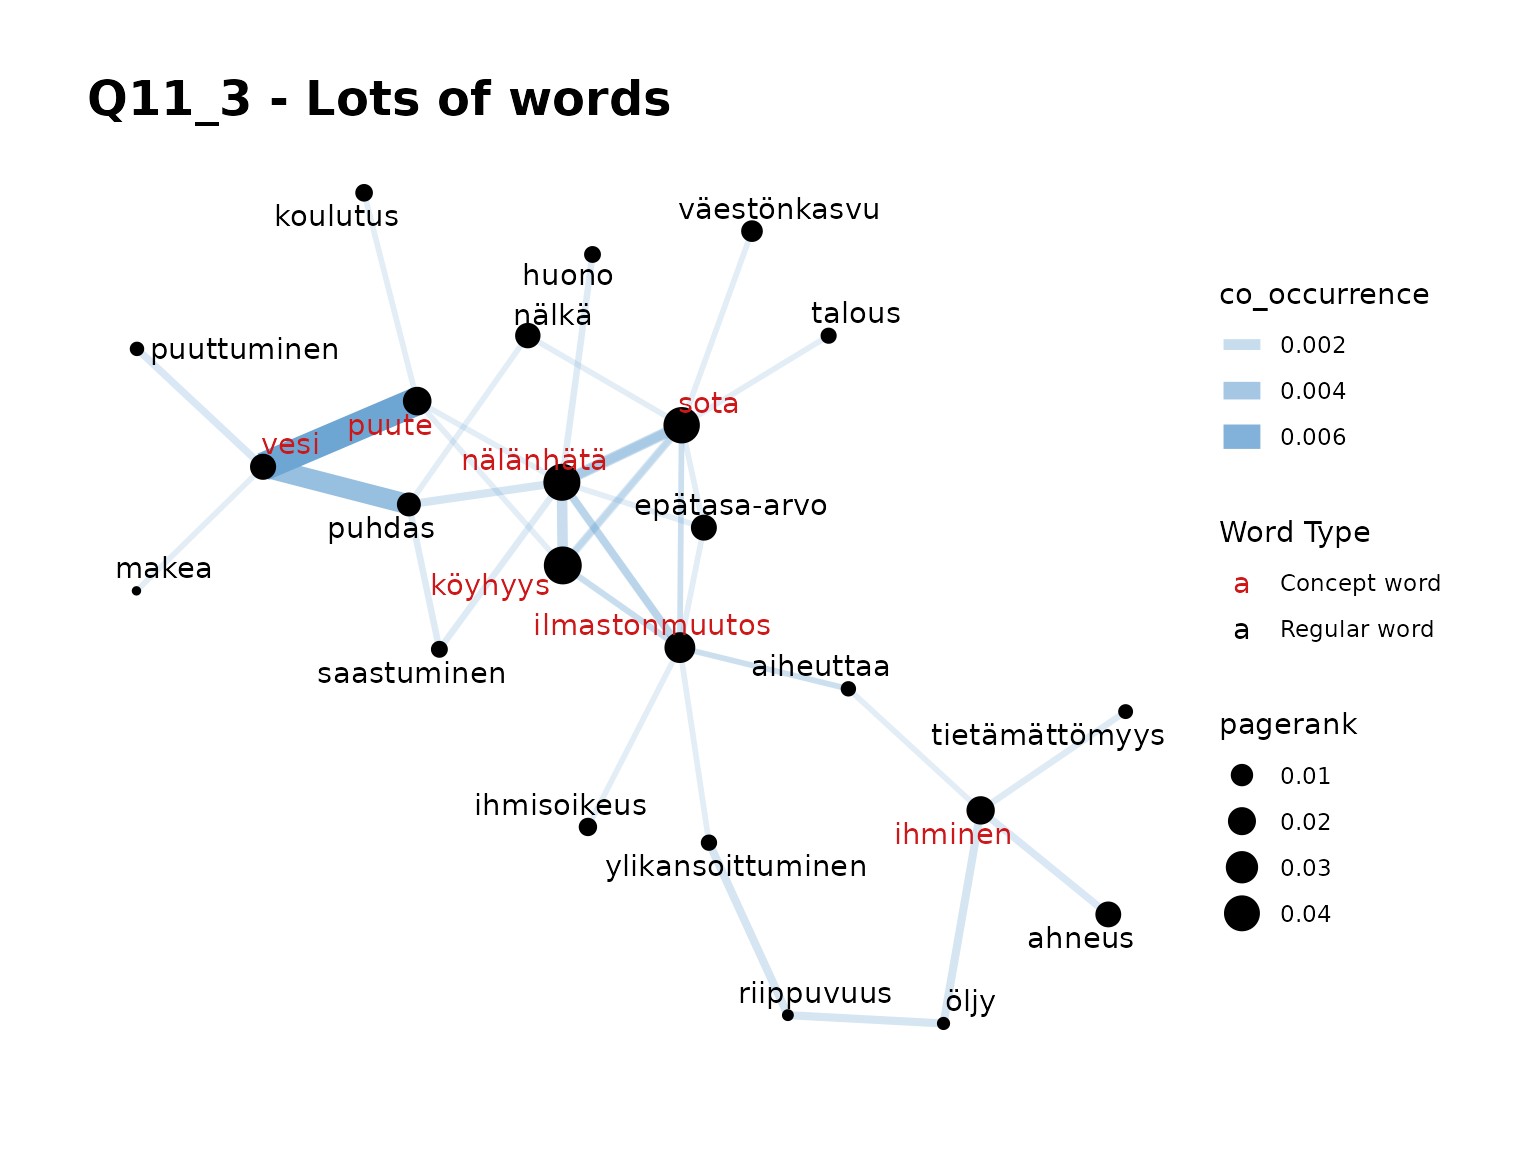 Q11_3 - Lots of words
koulutus
väestönkasvu
huono
nälkä
talous
puuttuminen
sota
puute
vesi
nälänhätä
epätasa-arvo
puhdas
makea
köyhyys
ilmastonmuutos
saastuminen
aiheuttaa
tietämättömyys
ihmisoikeus
ihminen
ylikansoittuminen
ahneus
riippuvuus
öljy
co_occurrence
0.002
0.004
0.006
Word Type
a Concept word
a Regular word
pagerank
0.01
0.02
0.03
0.04